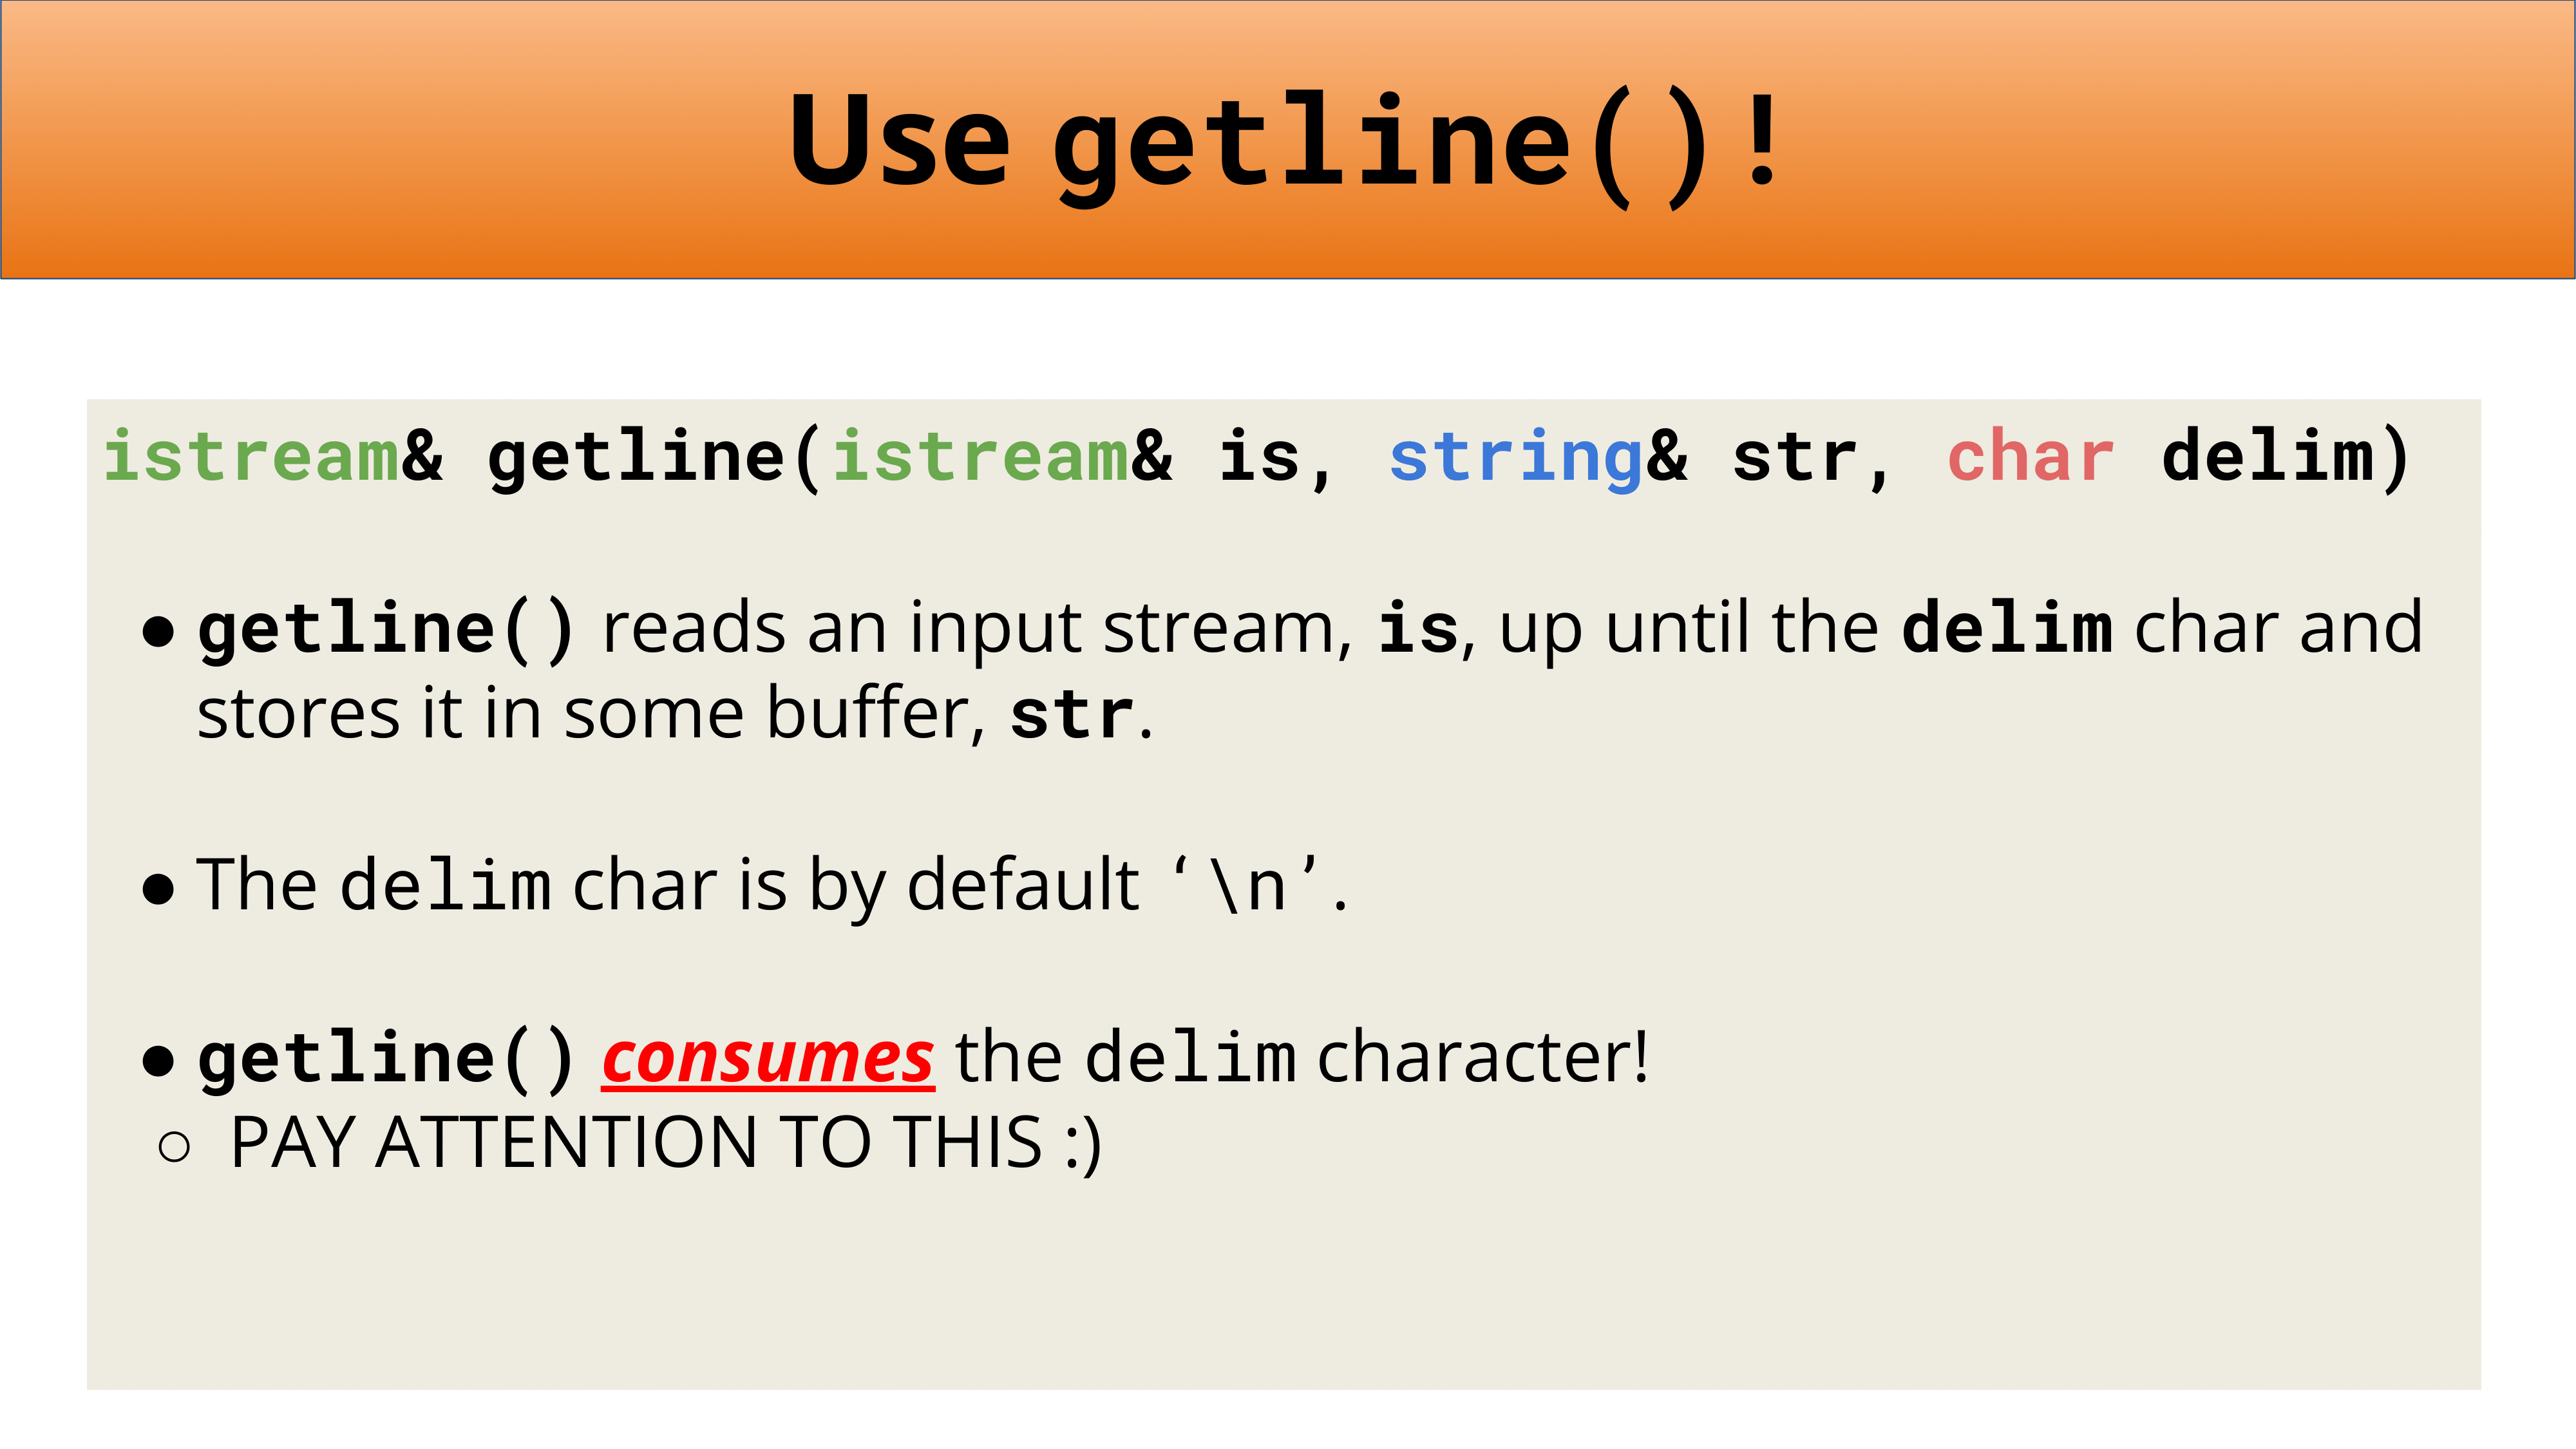 Use getline()!
istream& getline(istream& is, string& str, char delim)
● getline() reads an input stream, is, up until the delim char and
stores it in some buffer, str.
● The delim char is by default ‘\n’.
● getline() consumes the delim character!
○ PAY ATTENTION TO THIS :)